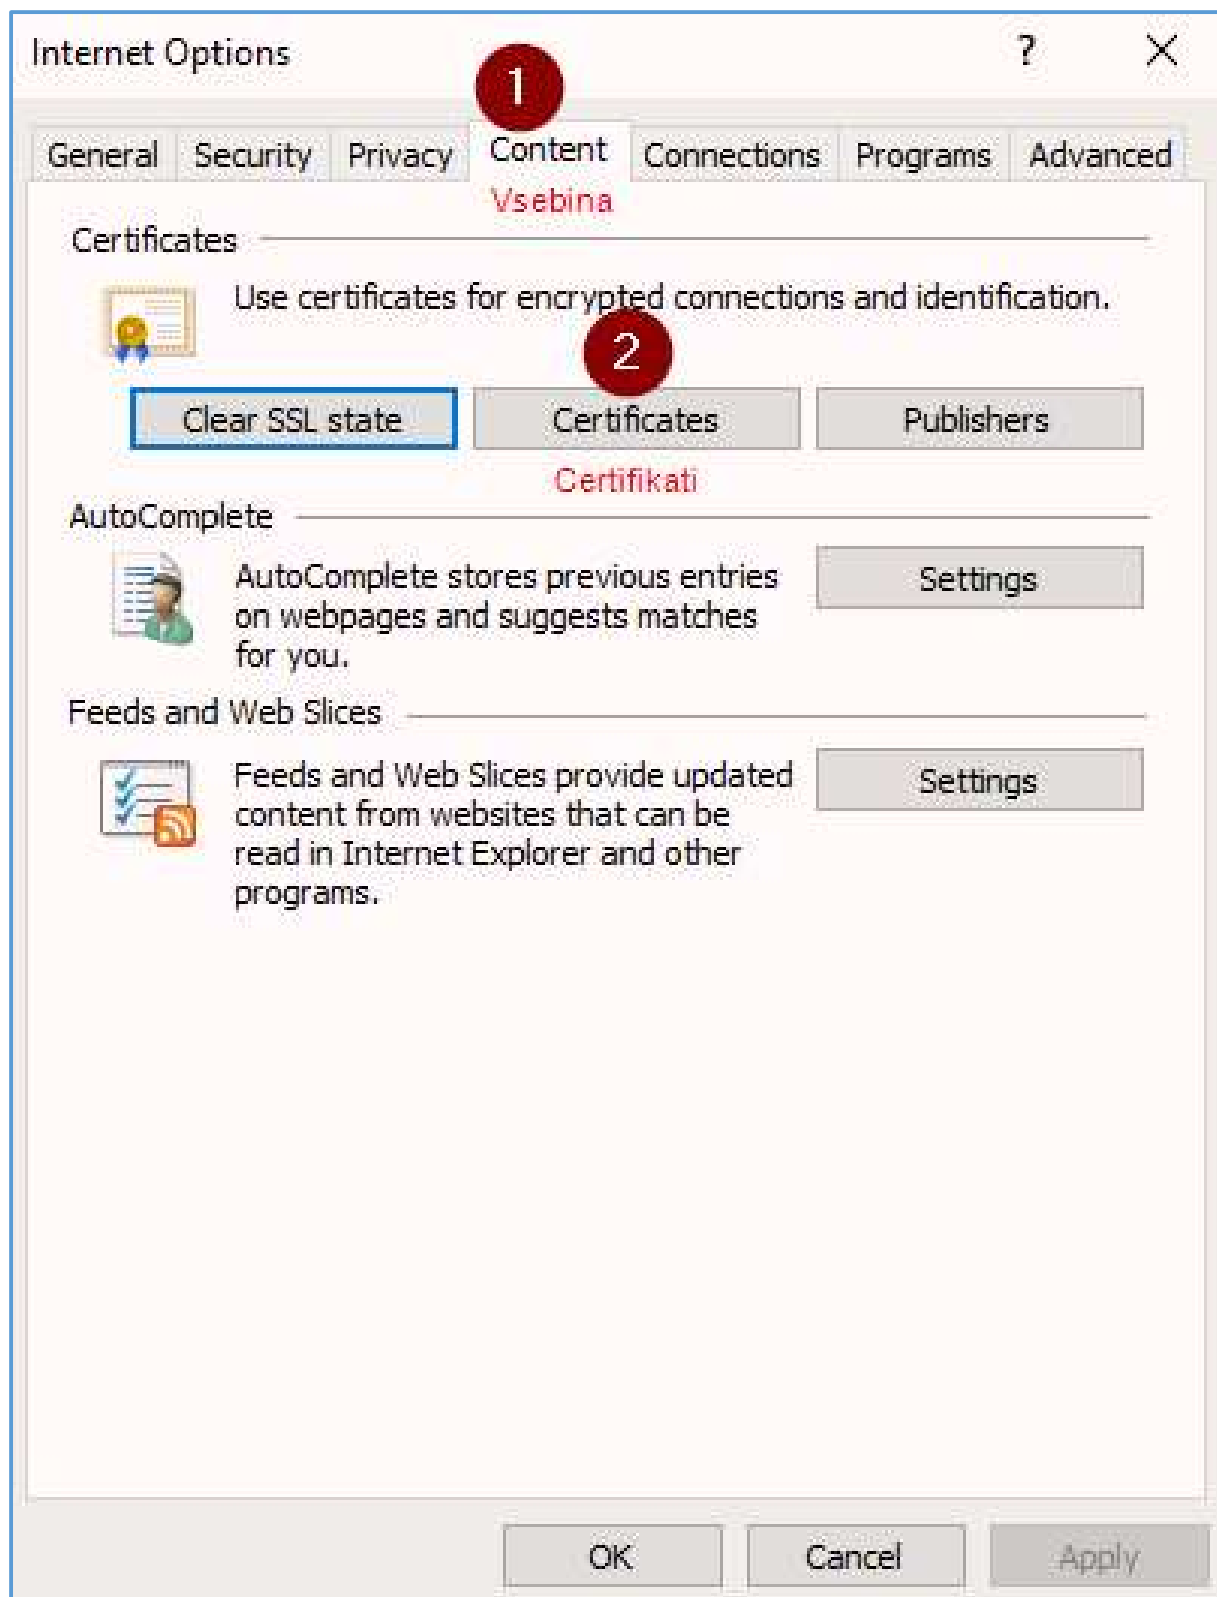 Internet Options
?
1
General Security Privacy Content Connections Programs Advanced
Vsebina
Certificates
Use certificates for encrypted connections and identification.
2
Clear SSL state Certificates Publishers
Certifikati
AutoComplete
AutoComplete stores previous entries
on webpages and suggests matches
for you.
Settings
Feeds and Web Slices
Feeds and Web Slices provide updated
content from websites that can be
read in Internet Explorer and other
programs.
Settings
OK Cancel Apply